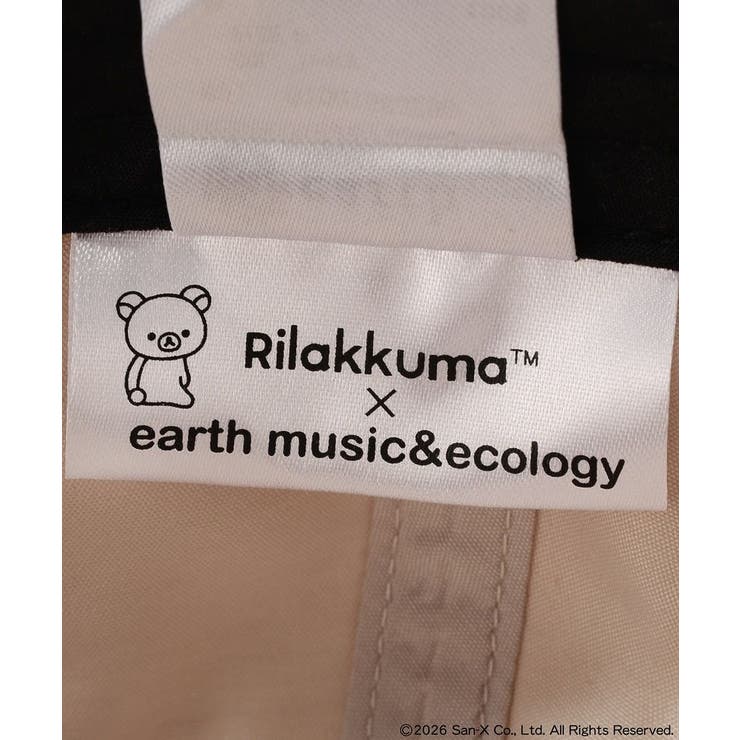 Rilakkuma™
×
earth music&ecology
©2026 San-X Co., Ltd. All Rights Reserved.